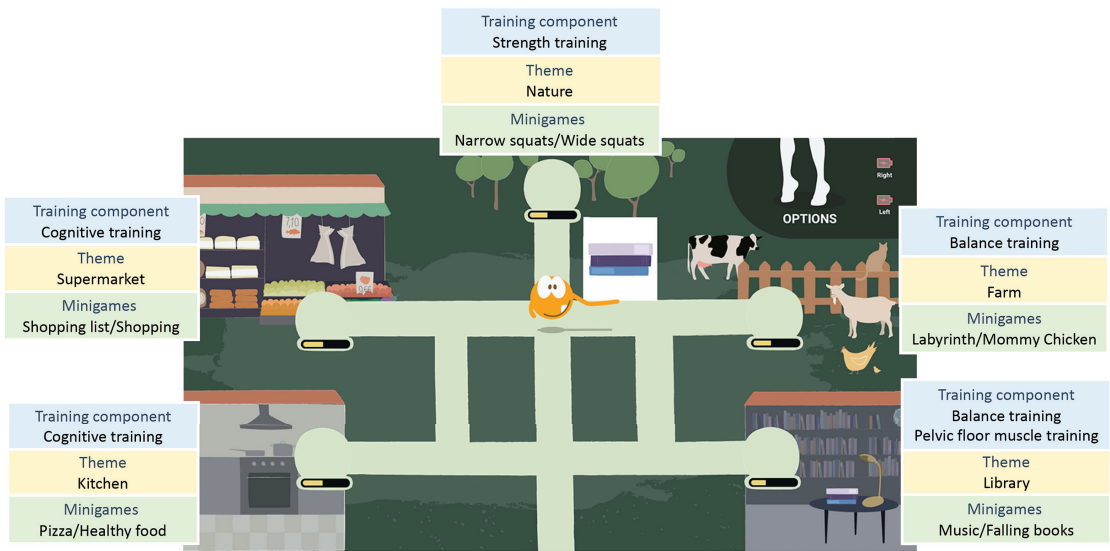 Training component
Strength training
Theme
Nature
Minigames
Narrow squats/Wide squats
Training component
Cognitive training
Theme
Supermarket
Minigames
Shopping list/Shopping
OPTIONS
Right
Left
Training component
Balance training
Theme
Farm
Minigames
Labyrinth/Mommy Chicken
Training component
Cognitive training
Theme
Kitchen
Minigames
Pizza/Healthy food
Training component
Balance training
Pelvic floor muscle training
Theme
Library
Minigames
Music/Falling books